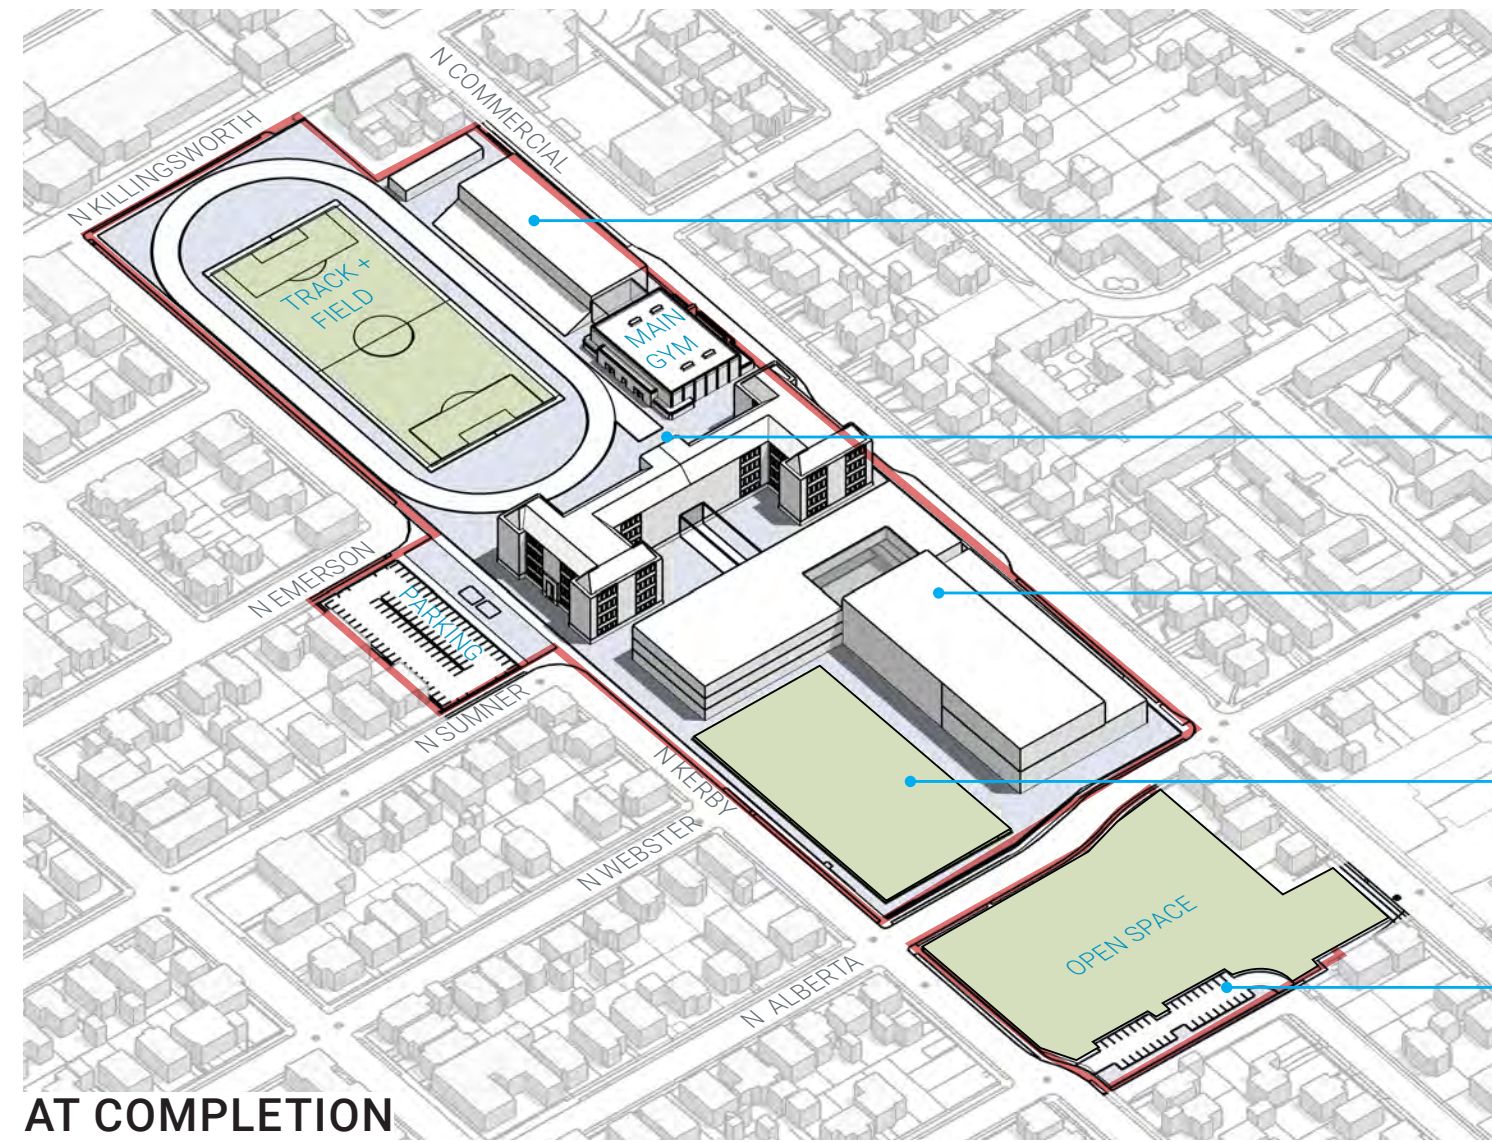 N COMMERCIAL
N KILLINGSWORTH
TRACK +
FIELD
MAIN
GYM
N EMERSON
PARKING
N SUMNER
N KERBY
N WEBSTER
OPEN SPACE
N ALBERTA
AT COMPLETION